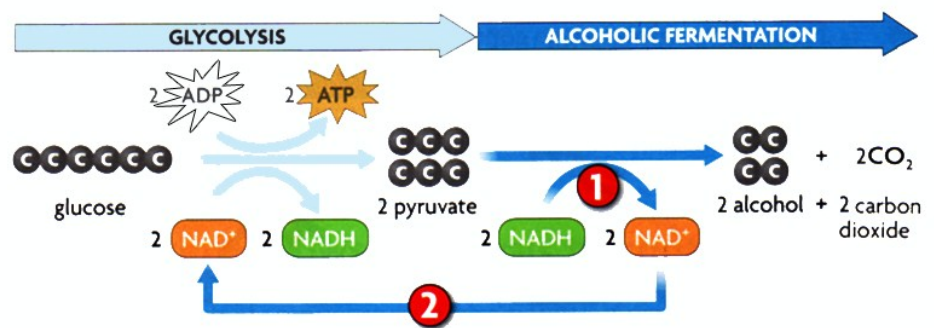 GLYCOLYSIS
ALCOHOLIC FERMENTATION
2 ADP
2 ATP
C C C C C C
C C C
C C C
C C
C C
+ 2CO₂
glucose
2 pyruvate
2 alcohol + 2 carbon
dioxide
1
2 NAD⁺
2 NADH
2 NADH
2 NAD⁺
2